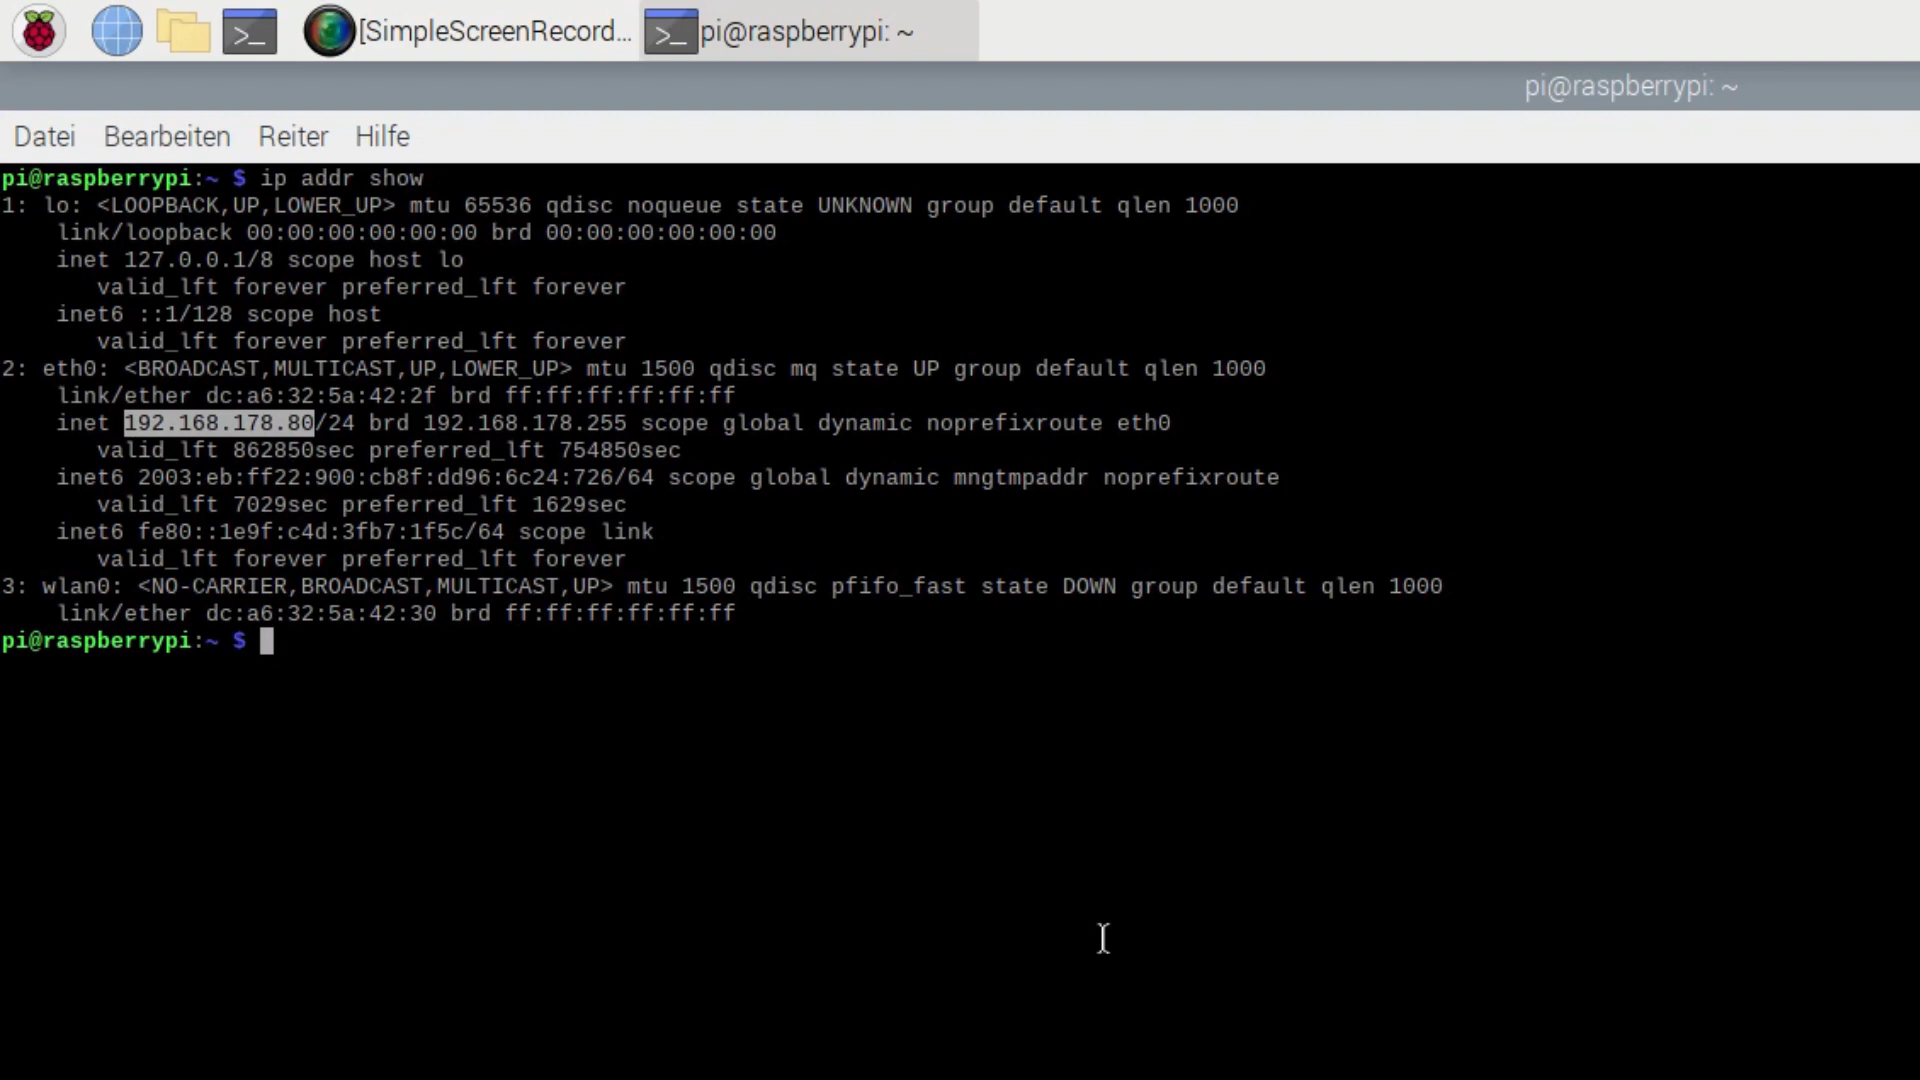 [SimpleScreenRecord... pi@raspberrypi: ~
pi@raspberrypi: ~
Datei Bearbeiten Reiter Hilfe
pi@raspberrypi:~ $ ip addr show
1: lo: <LOOPBACK,UP,LOWER_UP> mtu 65536 qdisc noqueue state UNKNOWN group default qlen 1000
    link/loopback 00:00:00:00:00:00 brd 00:00:00:00:00:00
    inet 127.0.0.1/8 scope host lo
       valid_lft forever preferred_lft forever
    inet6 ::1/128 scope host
       valid_lft forever preferred_lft forever
2: eth0: <BROADCAST,MULTICAST,UP,LOWER_UP> mtu 1500 qdisc mq state UP group default qlen 1000
    link/ether dc:a6:32:5a:42:2f brd ff:ff:ff:ff:ff:ff
    inet 192.168.178.80/24 brd 192.168.178.255 scope global dynamic noprefixroute eth0
       valid_lft 862850sec preferred_lft 754850sec
    inet6 2003:eb:ff22:900:cb8f:dd96:6c24:726/64 scope global dynamic mngtmpaddr noprefixroute
       valid_lft 7029sec preferred_lft 1629sec
    inet6 fe80::1e9f:c4d:3fb7:1f5c/64 scope link
       valid_lft forever preferred_lft forever
3: wlan0: <NO-CARRIER,BROADCAST,MULTICAST,UP> mtu 1500 qdisc pfifo_fast state DOWN group default qlen 1000
    link/ether dc:a6:32:5a:42:30 brd ff:ff:ff:ff:ff:ff
pi@raspberrypi:~ $